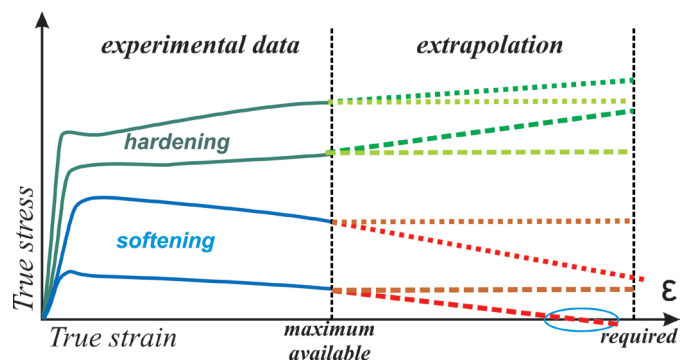 experimental data
extrapolation
hardening
softening
True stress
True strain
maximum
available
required
ε